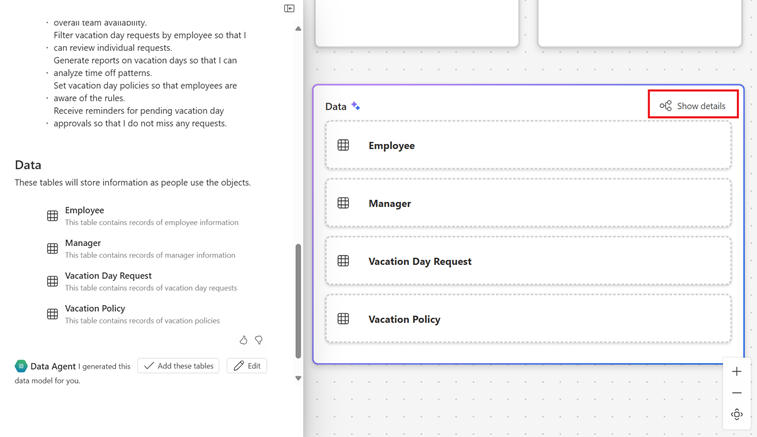 overall team availability.
Filter vacation day requests by employee so that I
can review individual requests.
Generate reports on vacation days so that I can
analyze time off patterns.
Set vacation day policies so that employees are
aware of the rules.
Receive reminders for pending vacation day
approvals so that I do not miss any requests.
Data
These tables will store information as people use the objects.
Employee
This table contains records of employee information
Manager
This table contains records of manager information
Vacation Day Request
This table contains records of vacation day requests
Vacation Policy
This table contains records of vacation policies
Data Agent I generated this
data model for you.
Add these tables
Edit
Data
Show details
Employee
Manager
Vacation Day Request
Vacation Policy